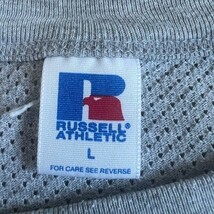 R
RUSSELL®
ATHLETIC
L
FOR CARE SEE REVERSE